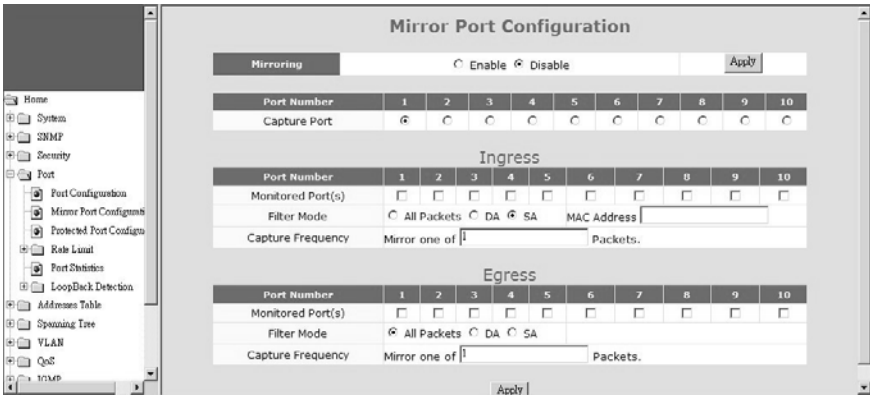 Mirror Port Configuration
Mirroring Enable Disable Apply
Port Number 1 2 3 4 5 6 7 8 9 10
Capture Port
Ingress
Port Number 1 2 3 4 5 6 7 8 9 10
Monitored Port(s)
Filter Mode All Packets DA SA MAC Address
Capture Frequency Mirror one of 1 Packets.
Egress
Port Number 1 2 3 4 5 6 7 8 9 10
Monitored Port(s)
Filter Mode All Packets DA SA
Capture Frequency Mirror one of 1 Packets.
Apply
Home
System
SNMP
Security
Port
Port Configuration
Mirror Port Configurati
Protected Port Configu
Rate Limit
Port Statistics
LoopBack Detection
Addresses Table
Spanning Tree
VLAN
QoS
IGMP